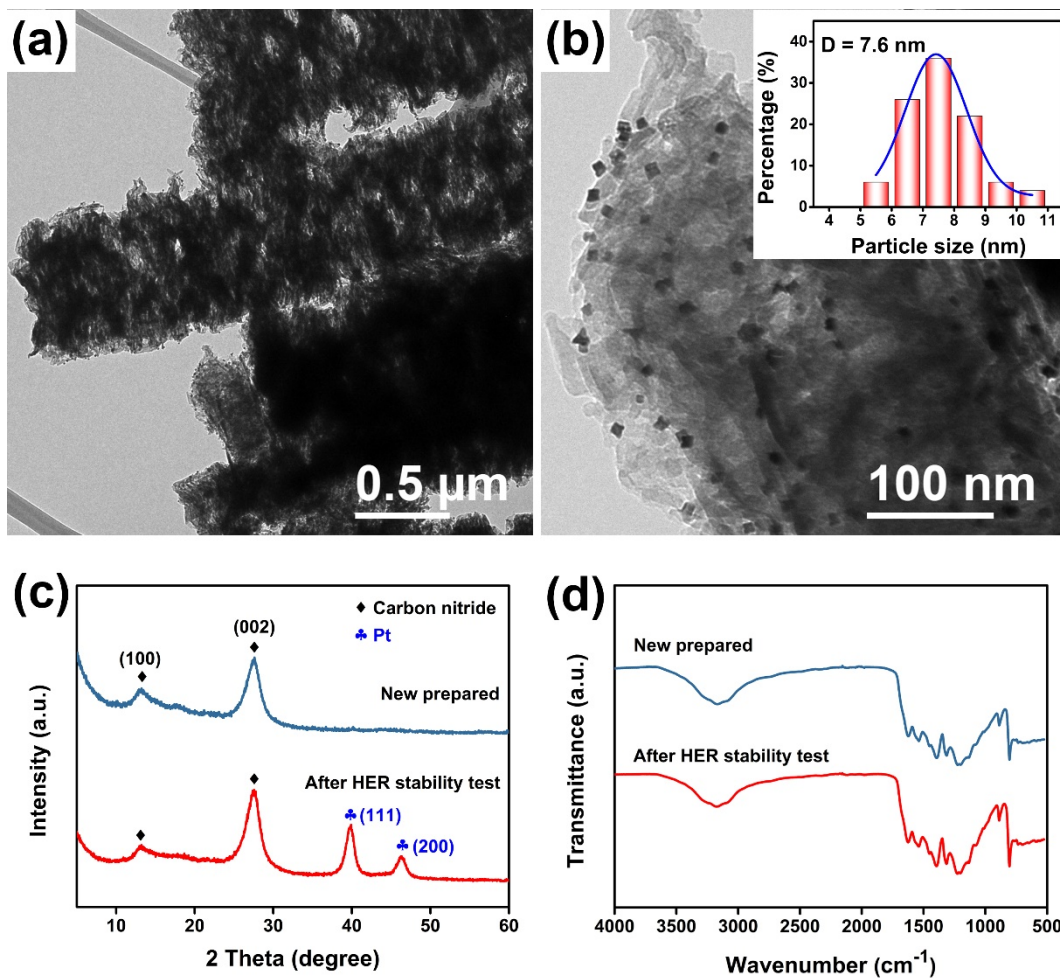 (a)
0.5 μm
(b)
D = 7.6 nm
Percentage (%)
40
30
20
10
0
4 5 6 7 8 9 10 11
Particle size (nm)
100 nm
(c)
♦ Carbon nitride
♣ Pt
(002)
(100)
New prepared
After HER stability test
♣ (111)
♣ (200)
Intensity (a.u.)
10 20 30 40 50 60
2 Theta (degree)
(d)
New prepared
After HER stability test
Transmittance (a.u.)
4000 3000 2000 1000 500
Wavenumber (cm⁻¹)